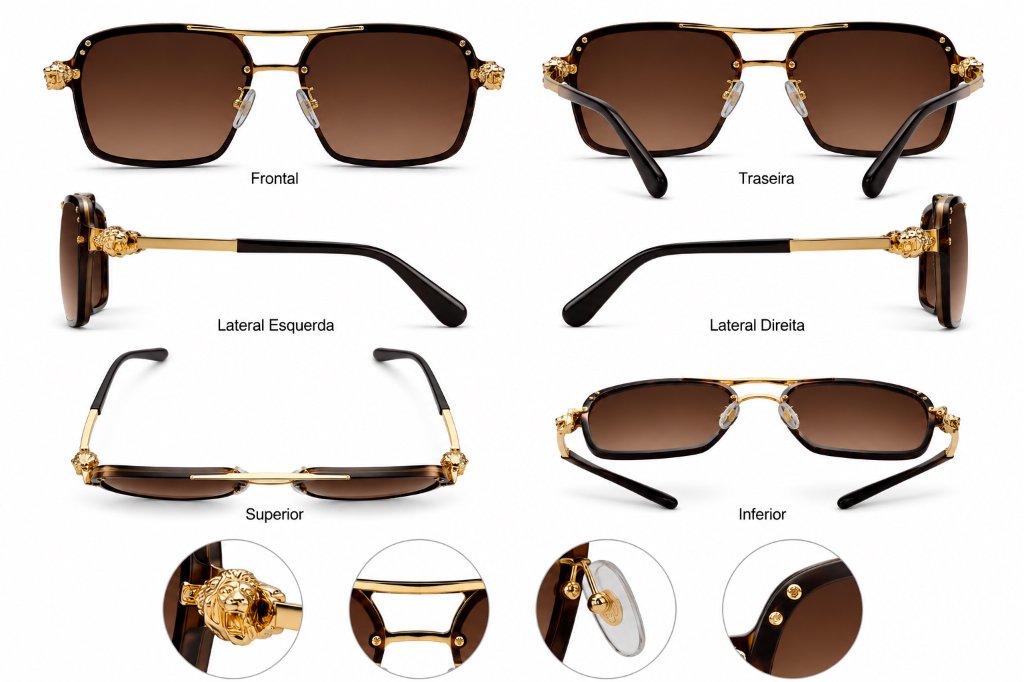 Frontal
Traseira
Lateral Esquerda
Lateral Direita
Superior
Inferior